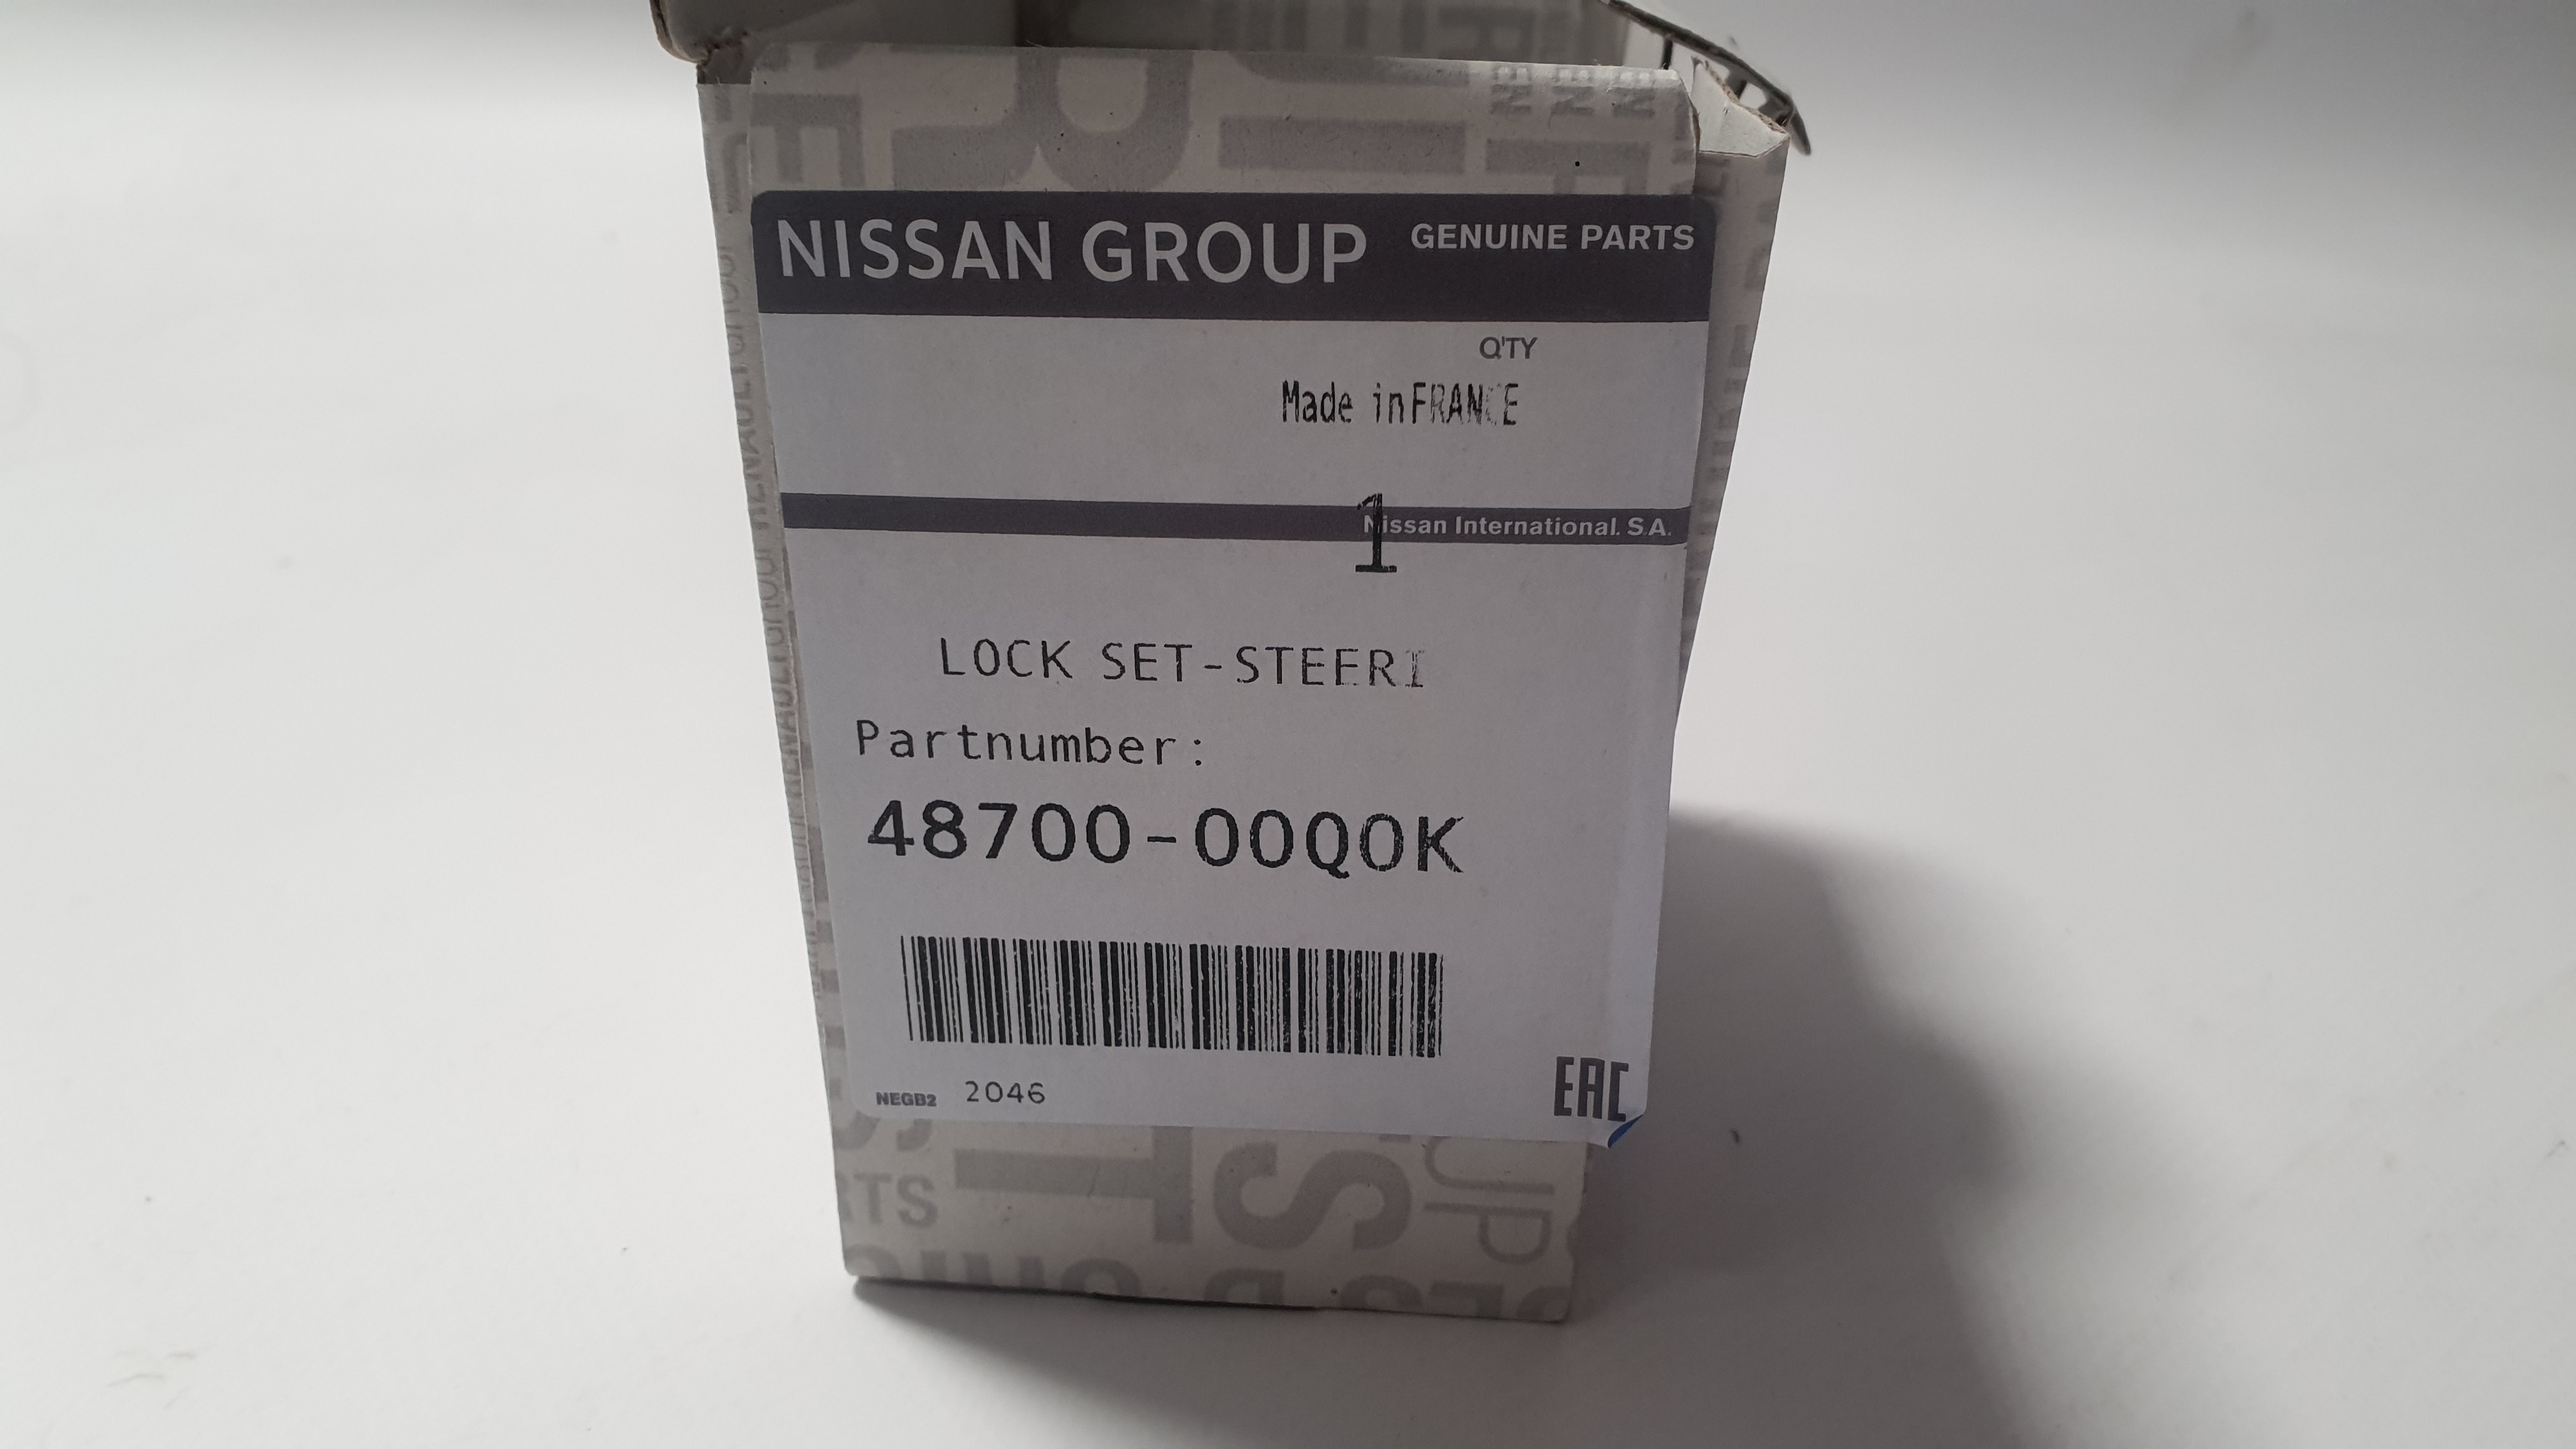 NISSAN GROUP GENUINE PARTS
Q'TY
Made inFRANCE
1
Nissan International. S.A.
LOCK SET-STEERI
Partnumber:
48700-00Q0K
NEGB2 2046
EAC